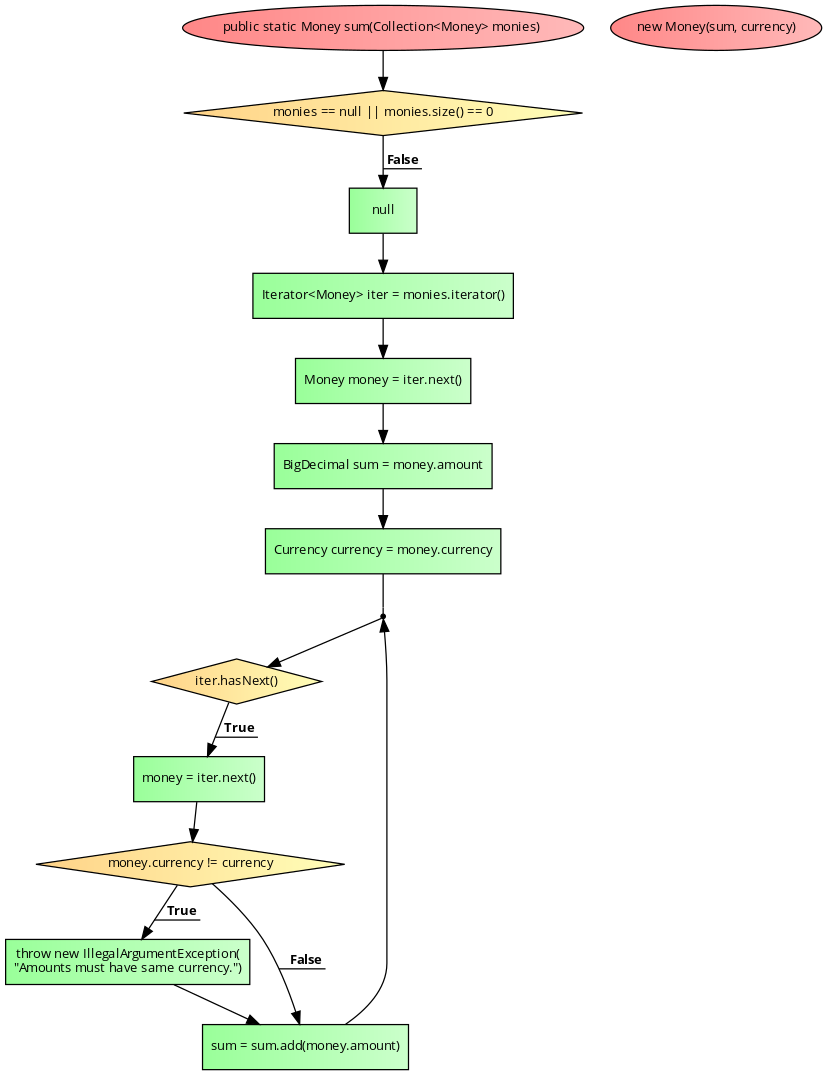 public static Money sum(Collection<Money> monies)
new Money(sum, currency)
monies == null || monies.size() == 0
False
null
Iterator<Money> iter = monies.iterator()
Money money = iter.next()
BigDecimal sum = money.amount
Currency currency = money.currency
iter.hasNext()
True
money = iter.next()
money.currency != currency
True
throw new IllegalArgumentException(
"Amounts must have same currency.")
False
sum = sum.add(money.amount)